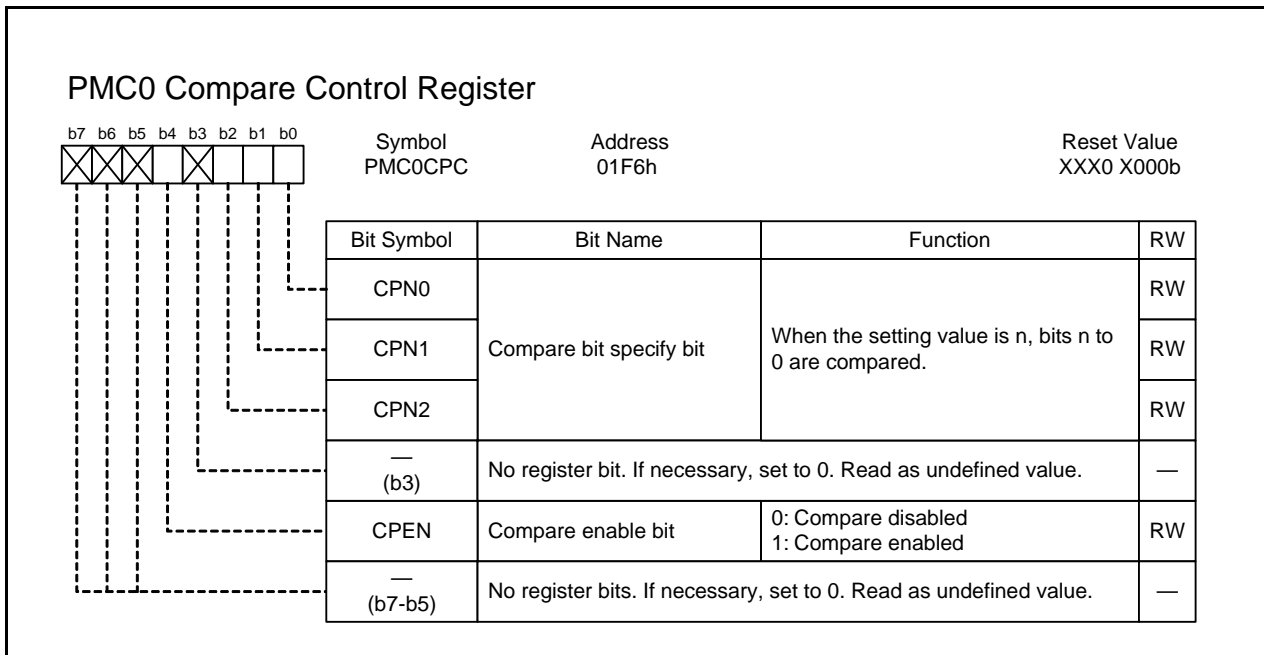 PMC0 Compare Control Register
b7 b6 b5 b4 b3 b2 b1 b0
Symbol Address Reset Value
PMC0CPC 01F6h XXX0 X000b
Bit Symbol Bit Name Function RW
CPN0 RW
CPN1 Compare bit specify bit When the setting value is n, bits n to 0 are compared. RW
CPN2 RW
—
(b3) No register bit. If necessary, set to 0. Read as undefined value. —
CPEN Compare enable bit 0: Compare disabled
1: Compare enabled RW
—
(b7-b5) No register bits. If necessary, set to 0. Read as undefined value. —